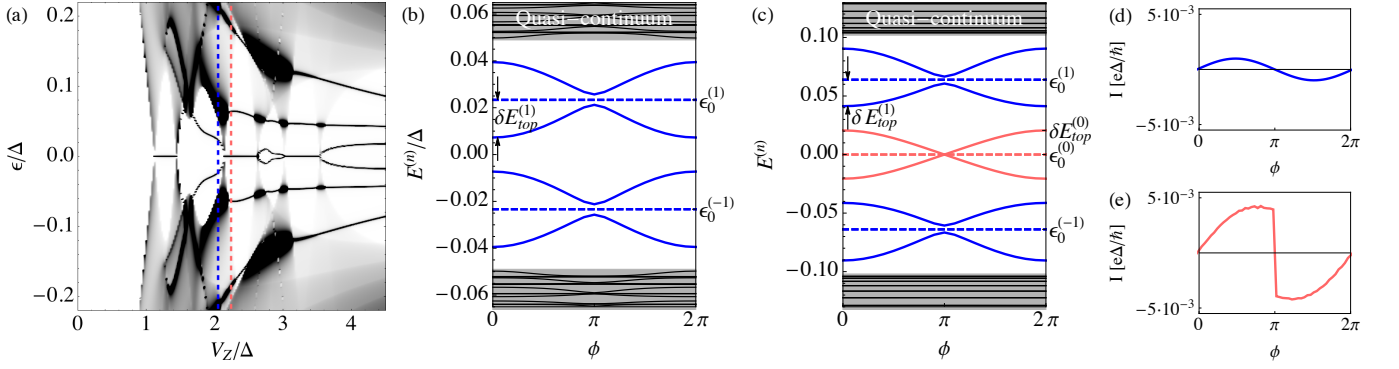 (a)
0.2
0.1
0.0
−0.1
−0.2
ϵ/Δ
0
1
2
3
4
V_Z/Δ
(b)
0.06
0.04
0.02
0.00
−0.02
−0.04
−0.06
E^(n)/Δ
Quasi−continuum
δE_top^(1)
ϵ_0^(1)
ϵ_0^(−1)
0
π
2π
ϕ
(c)
0.10
0.05
0.00
−0.05
−0.10
E^(n)
Quasi−continuum
δE_top^(1)
ϵ_0^(1)
δE_top^(0)
ϵ_0^(0)
ϵ_0^(−1)
0
π
2π
ϕ
(d)
5·10^−3
−5·10^−3
I [eΔ/ħ]
0
π
2π
ϕ
(e)
5·10^−3
−5·10^−3
I [eΔ/ħ]
0
π
2π
ϕ